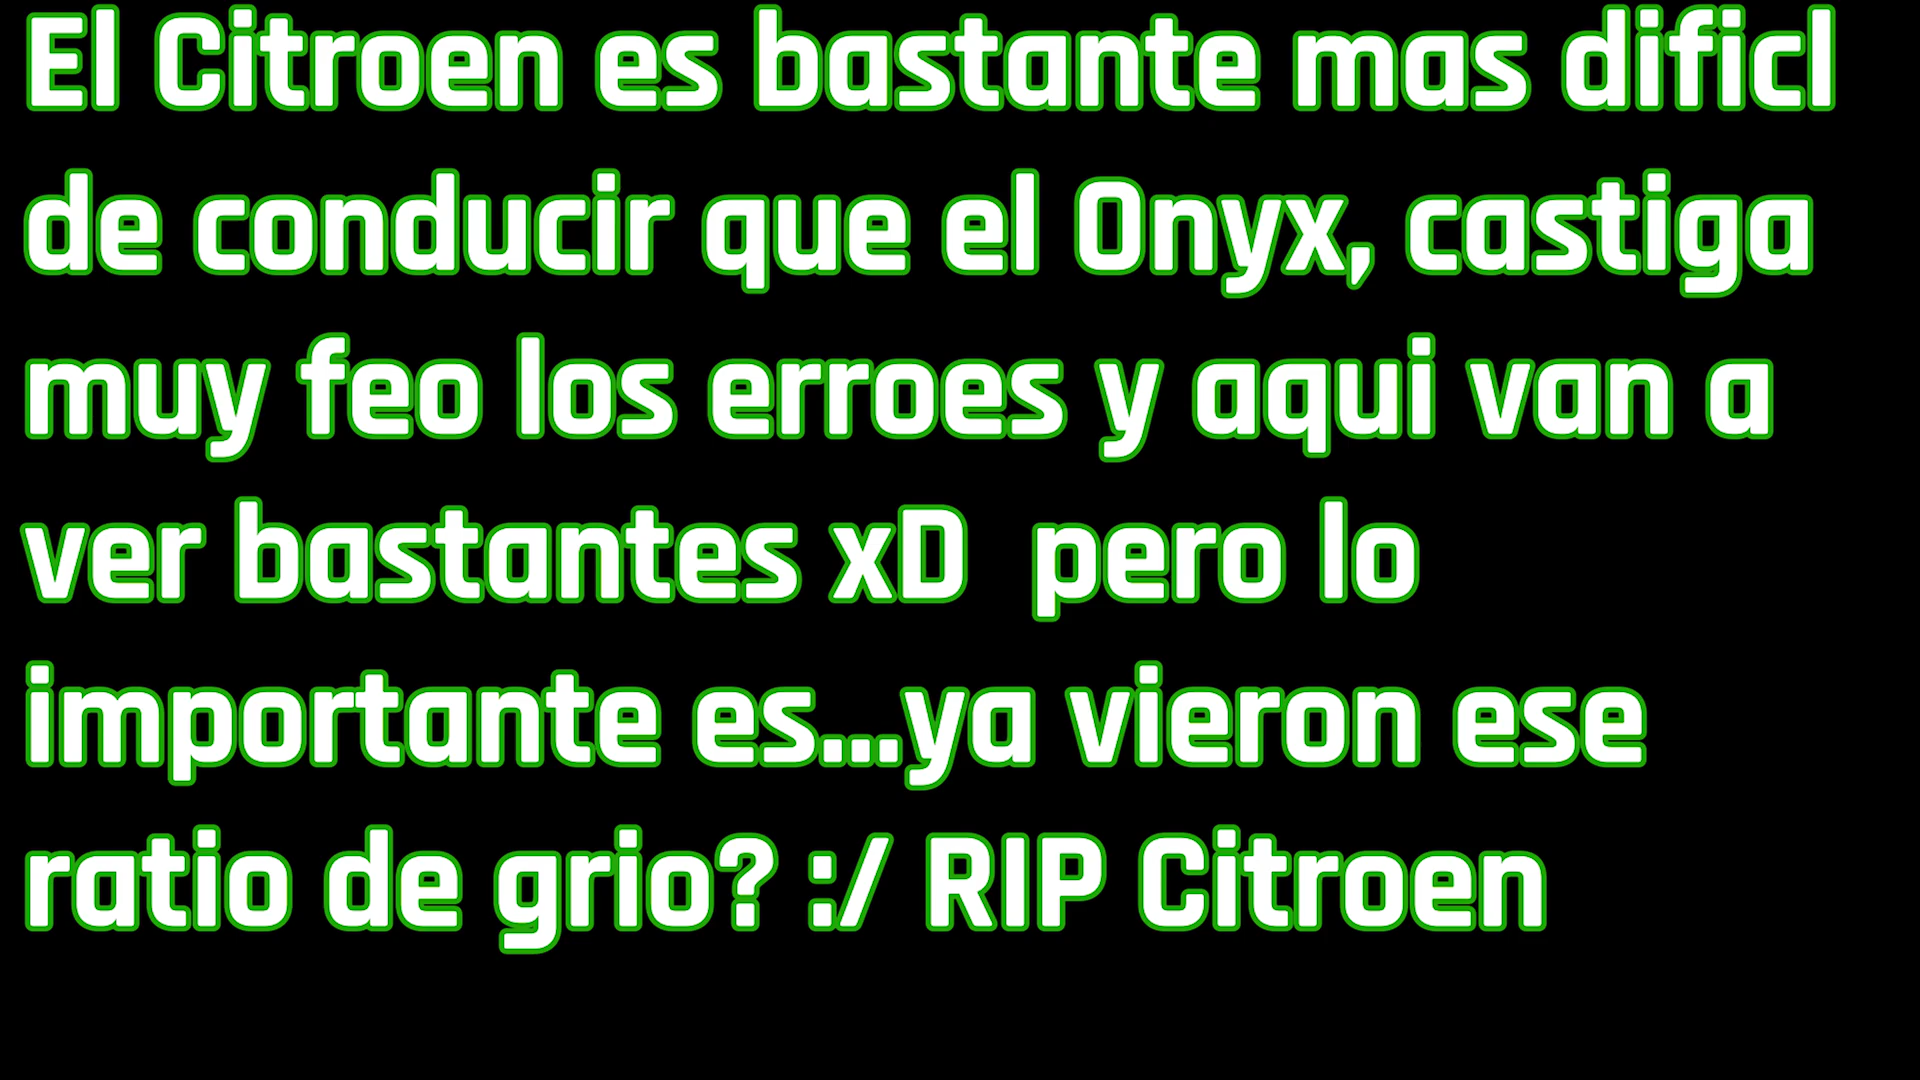 El Citroen es bastante mas dificl
de conducir que el Onyx, castiga
muy feo los erroes y aqui van a
ver bastantes xD  pero lo
importante es...ya vieron ese
ratio de grio? :/ RIP Citroen